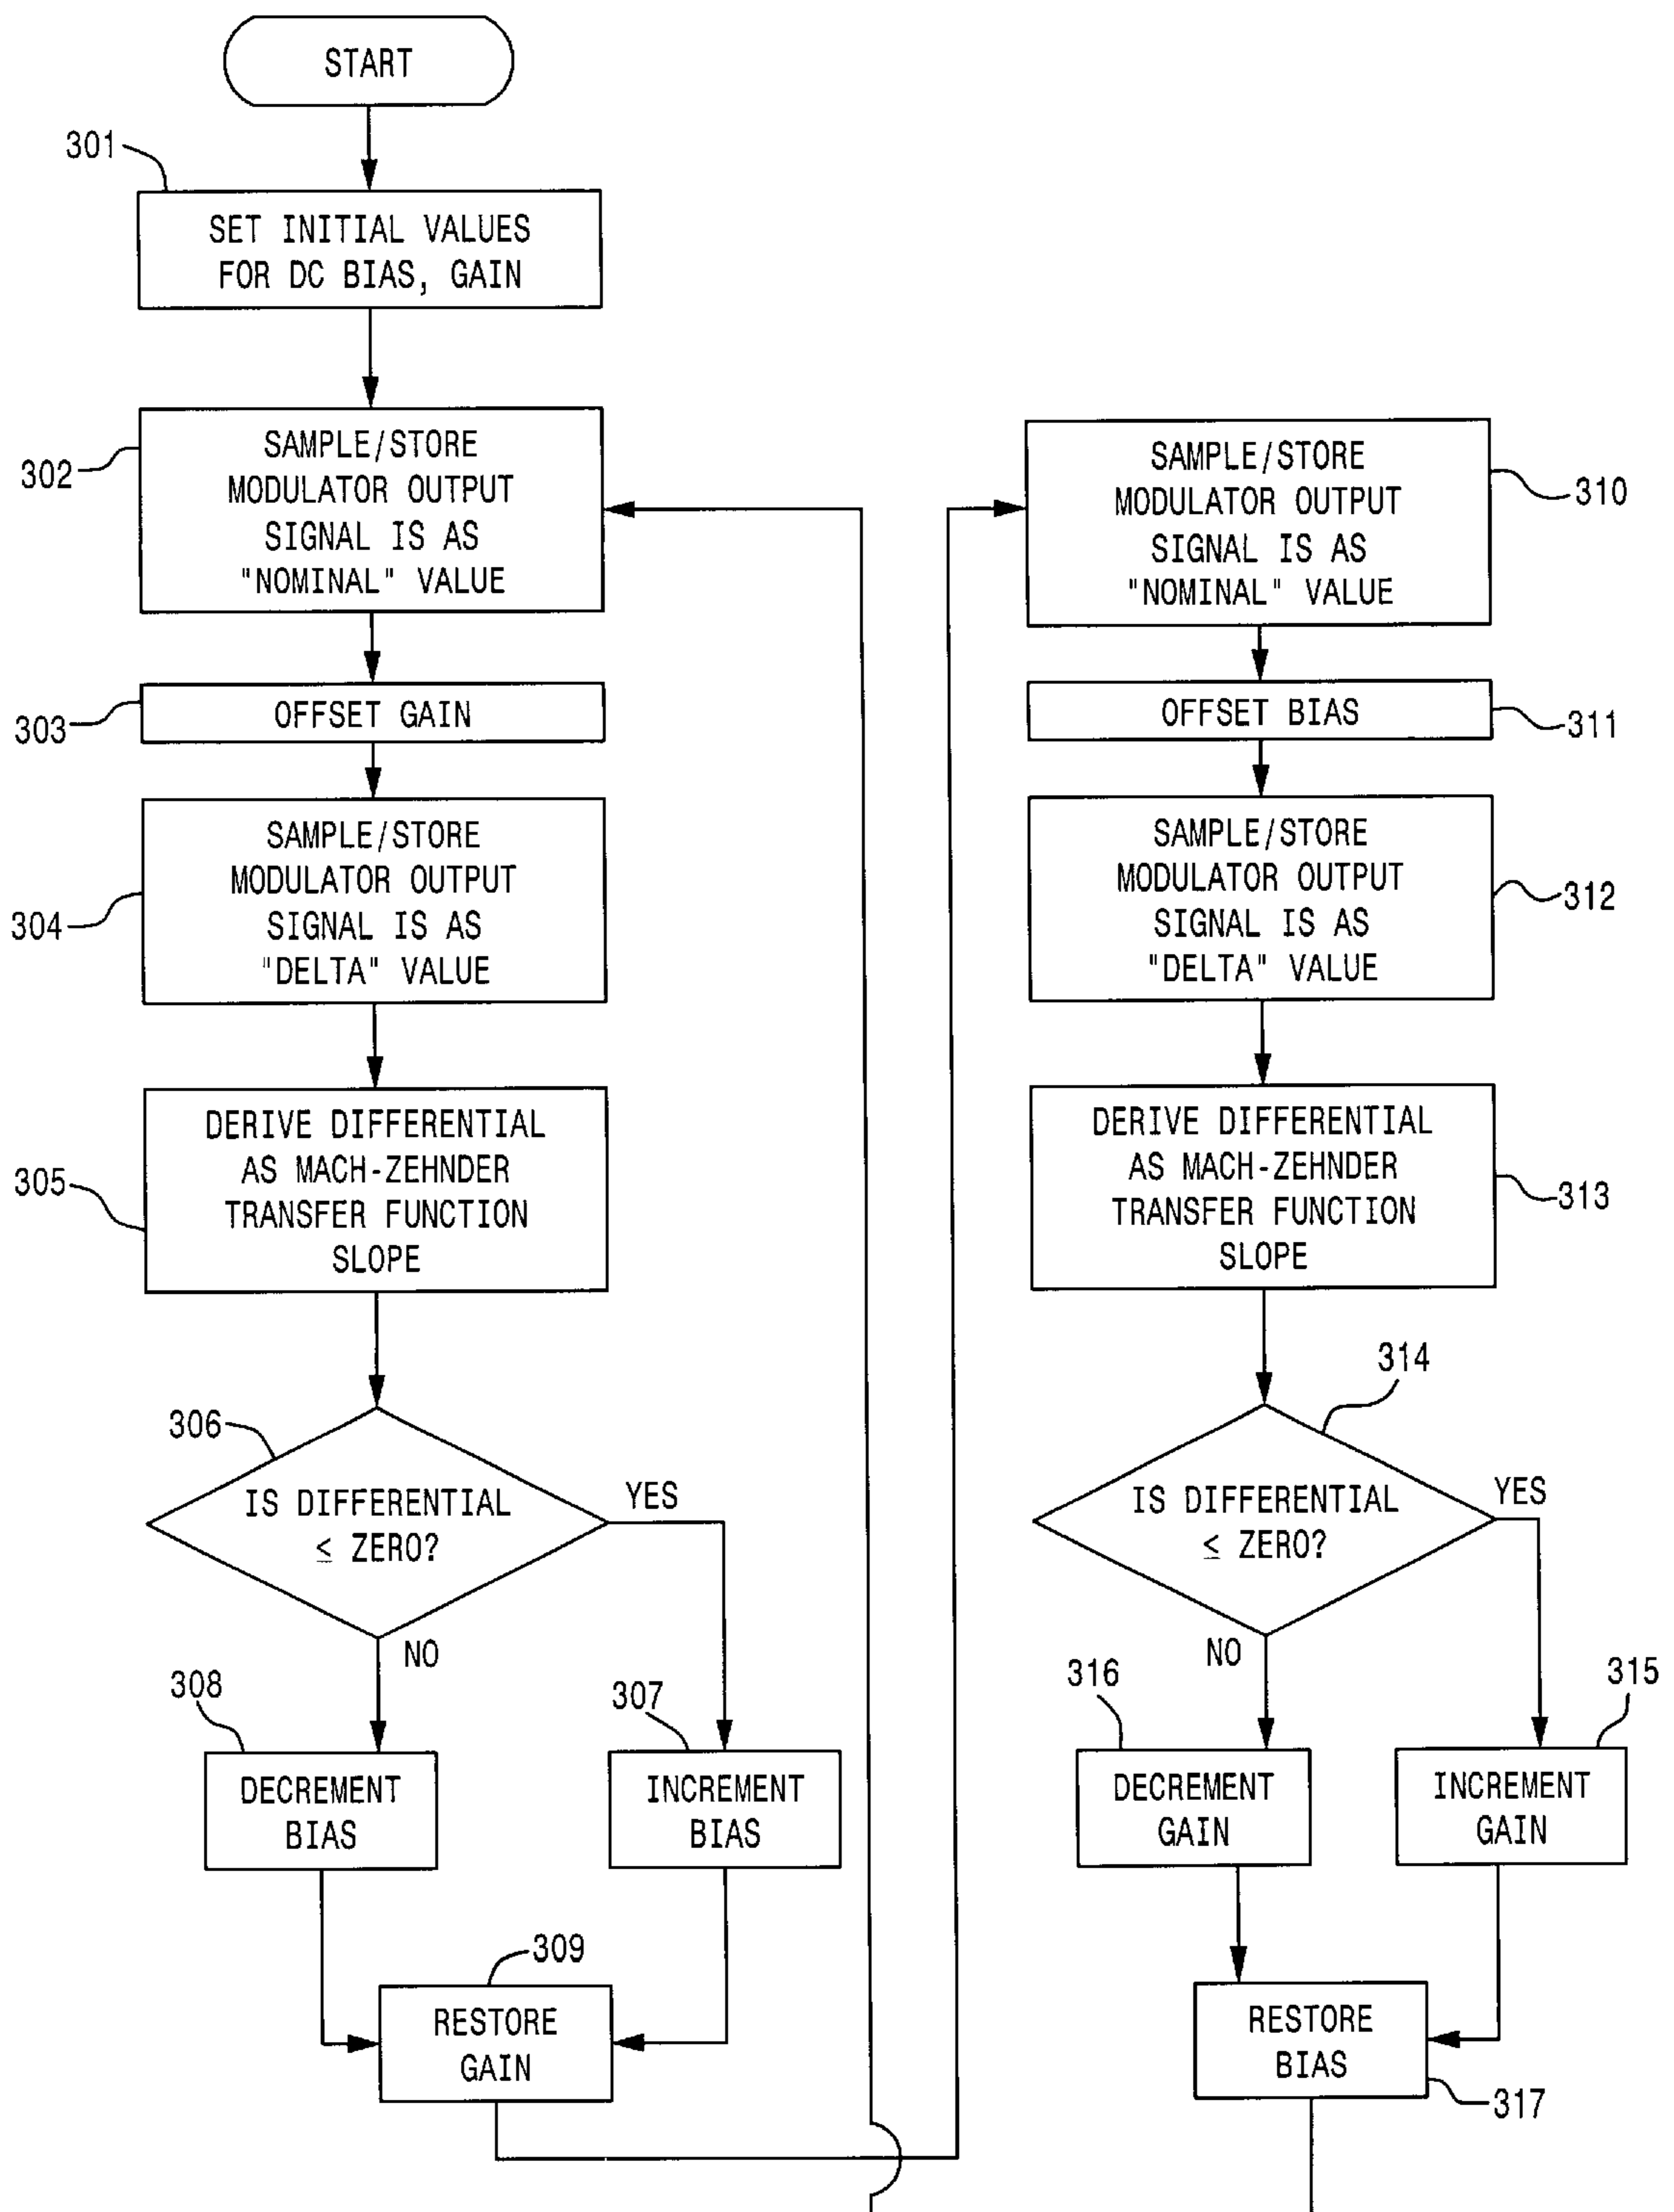 START
301
SET INITIAL VALUES
FOR DC BIAS, GAIN
302
SAMPLE/STORE
MODULATOR OUTPUT
SIGNAL IS AS
"NOMINAL" VALUE
303
OFFSET GAIN
304
SAMPLE/STORE
MODULATOR OUTPUT
SIGNAL IS AS
"DELTA" VALUE
305
DERIVE DIFFERENTIAL
AS MACH-ZEHNDER
TRANSFER FUNCTION
SLOPE
306
IS DIFFERENTIAL
≤ ZERO?
YES
NO
308
DECREMENT
BIAS
307
INCREMENT
BIAS
309
RESTORE
GAIN
310
SAMPLE/STORE
MODULATOR OUTPUT
SIGNAL IS AS
"NOMINAL" VALUE
311
OFFSET BIAS
312
SAMPLE/STORE
MODULATOR OUTPUT
SIGNAL IS AS
"DELTA" VALUE
313
DERIVE DIFFERENTIAL
AS MACH-ZEHNDER
TRANSFER FUNCTION
SLOPE
314
IS DIFFERENTIAL
≤ ZERO?
YES
NO
316
DECREMENT
GAIN
315
INCREMENT
GAIN
RESTORE
BIAS
317